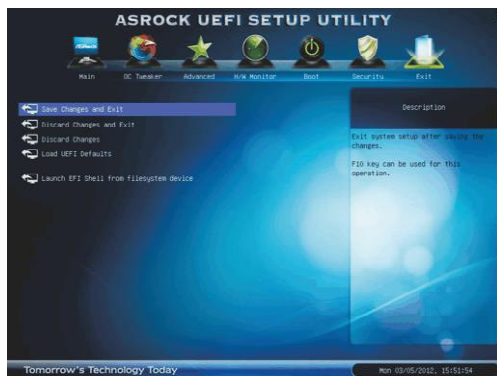 ASROCK UEFI SETUP UTILITY
ASRock
Main OC Tweaker Advanced H/W Monitor Boot Security Exit
Save Changes and Exit
Discard Changes and Exit
Discard Changes
Load UEFI Defaults
Launch EFI Shell from filesystem device
Description
Exit system setup after saving the
changes.
F10 key can be used for this
operation.
Tomorrow's Technology Today
Mon 03/05/2012, 15:51:54